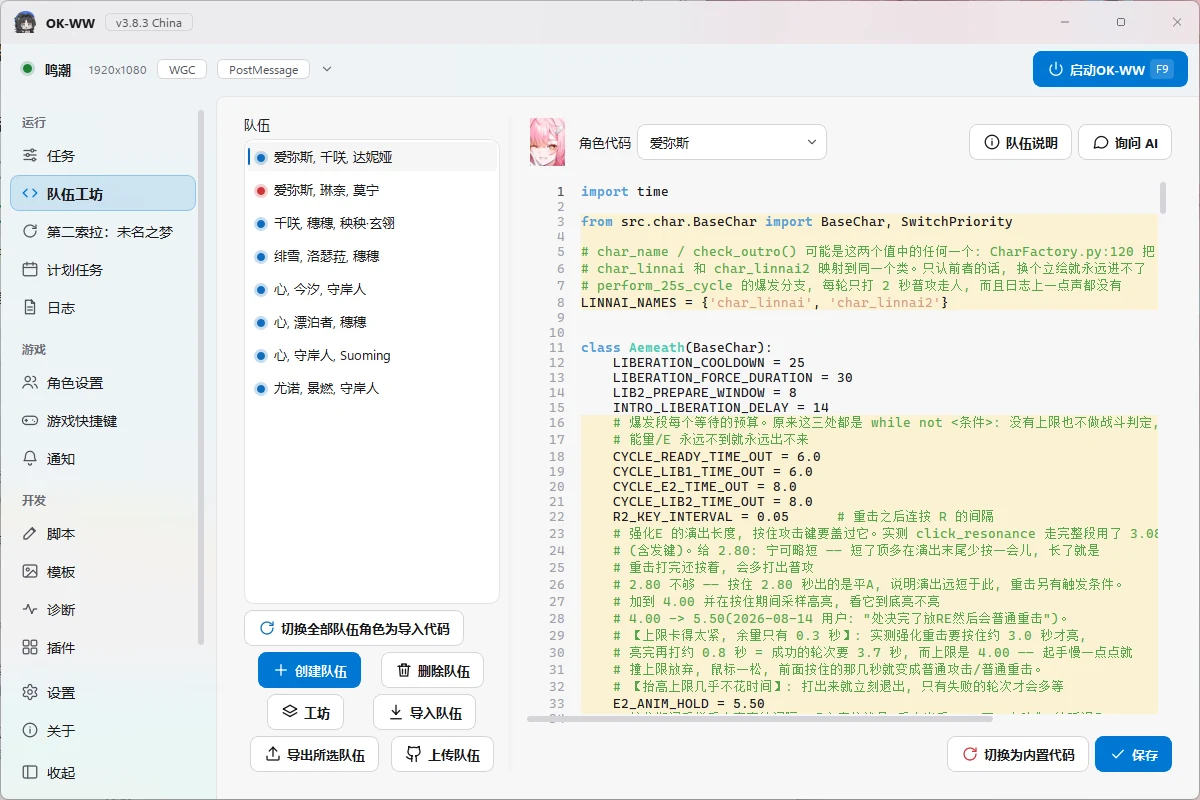 OK-WW
v3.8.3 China
鸣潮
1920x1080
WGC
PostMessage
启动OK-WW
F9
运行
任务
队伍工坊
第二索拉：未名之梦
计划任务
日志
游戏
角色设置
游戏快捷键
通知
开发
脚本
模板
诊断
插件
设置
关于
收起
队伍
爱弥斯, 千咲, 达妮娅
爱弥斯, 琳奈, 莫宁
千咲, 穗穗, 秧秧·玄翎
绯雪, 洛瑟菈, 穗穗
心, 今汐, 守岸人
心, 漂泊者, 穗穗
心, 守岸人, Suoming
尤诺, 景燃, 守岸人
切换全部队伍角色为导入代码
创建队伍
删除队伍
工坊
导入队伍
导出所选队伍
上传队伍
角色代码
爱弥斯
队伍说明
询问 AI
1 import time
2
3 from src.char.BaseChar import BaseChar, SwitchPriority
4
5 # char_name / check_outro() 可能是这两个值中的任何一个: CharFactory.py:120 把
6 # char_linnai 和 char_linnai2 映射到同一个类。只认前者的话, 换个立绘就永远进不了
7 # perform_25s_cycle 的爆发分支, 每轮只打 2 秒普攻走人, 而且日志上一点声都没有
8 LINNAI_NAMES = {'char_linnai', 'char_linnai2'}
9
10
11 class Aemeath(BaseChar):
12 LIBERATION_COOLDOWN = 25
13 LIBERATION_FORCE_DURATION = 30
14 LIB2_PREPARE_WINDOW = 8
15 INTRO_LIBERATION_DELAY = 14
16 # 爆发段每个等待的预算。原来这三处都是 while not <条件>: 没有上限也不做战斗判定,
17 # 能量/E 永远不到就永远出不来
18 CYCLE_READY_TIME_OUT = 6.0
19 CYCLE_LIB1_TIME_OUT = 6.0
20 CYCLE_E2_TIME_OUT = 8.0
21 CYCLE_LIB2_TIME_OUT = 8.0
22 R2_KEY_INTERVAL = 0.05 # 重击之后连按 R 的间隔
23 # 强化E 的演出长度, 按住攻击键要盖过它。实测 click_resonance 走完整段用了 3.08
24 # (含发键)。给 2.80: 宁可略短 —— 短了顶多在演出末尾少按一会儿, 长了就是
25 # 重击打完还按着, 会多打出普攻
26 # 2.80 不够 —— 按住 2.80 秒出的是平A, 说明演出远短于此, 重击另有触发条件。
27 # 加到 4.00 并在按住期间采样高亮, 看它到底亮不亮
28 # 4.00 -> 5.50(2026-08-14 用户: "处决完了放RE然后会普通重击")。
29 # 【上限卡得太紧, 余量只有 0.3 秒】: 实测强化重击要按住约 3.0 秒才亮,
30 # 亮完再打约 0.8 秒 = 成功的轮次要 3.7 秒, 而上限是 4.00 —— 起手慢一点点就
31 # 撞上限放弃, 鼠标一松, 前面按住的那几秒就变成普通攻击/普通重击。
32 # 【抬高上限几乎不花时间】: 打出来就立刻退出, 只有失败的轮次才会多等
33 E2_ANIM_HOLD = 5.50
切换为内置代码
保存